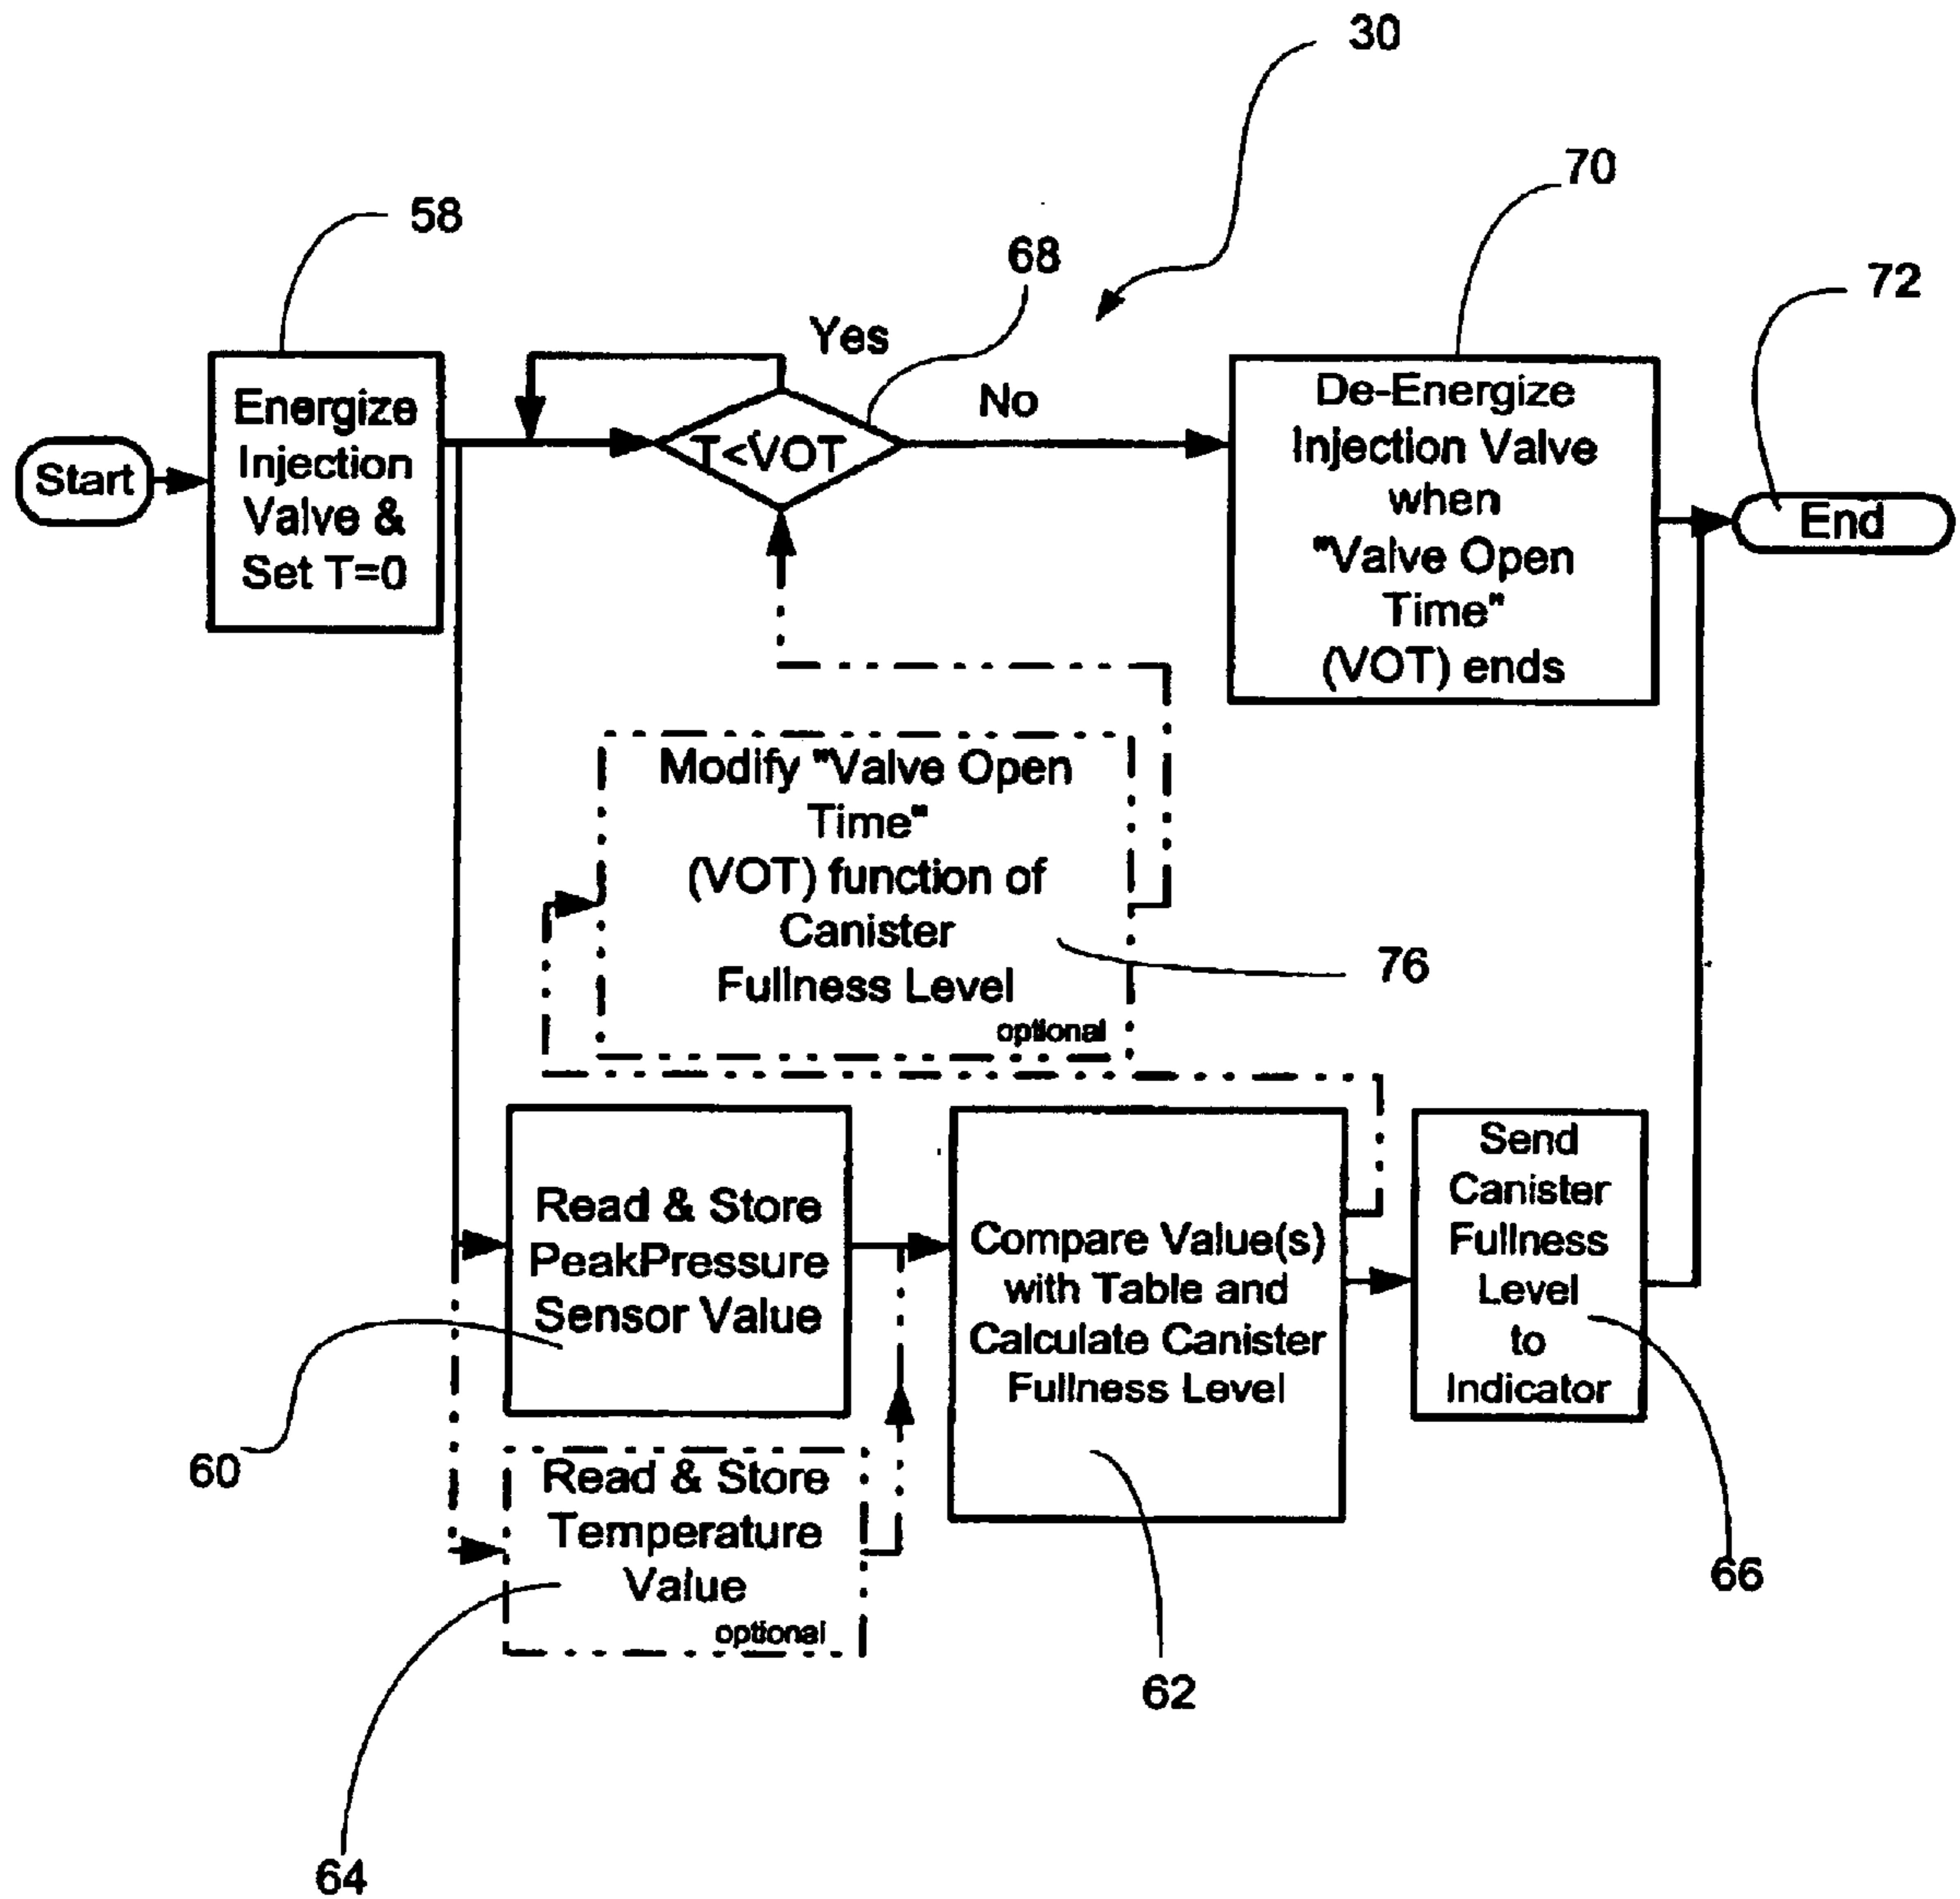 30
70
58
68
72
Yes
No
Start
Energize
Injection
Valve &
Set T=0
T<VOT
De-Energize
Injection Valve
when
"Valve Open
Time"
(VOT) ends
End
Modify "Valve Open
Time"
(VOT) function of
Canister
Fullness Level
optional
76
Read & Store
PeakPressure
Sensor Value
60
Compare Value(s)
with Table and
Calculate Canister
Fullness Level
62
Send
Canister
Fullness
Level
to
Indicator
66
Read & Store
Temperature
Value
optional
64